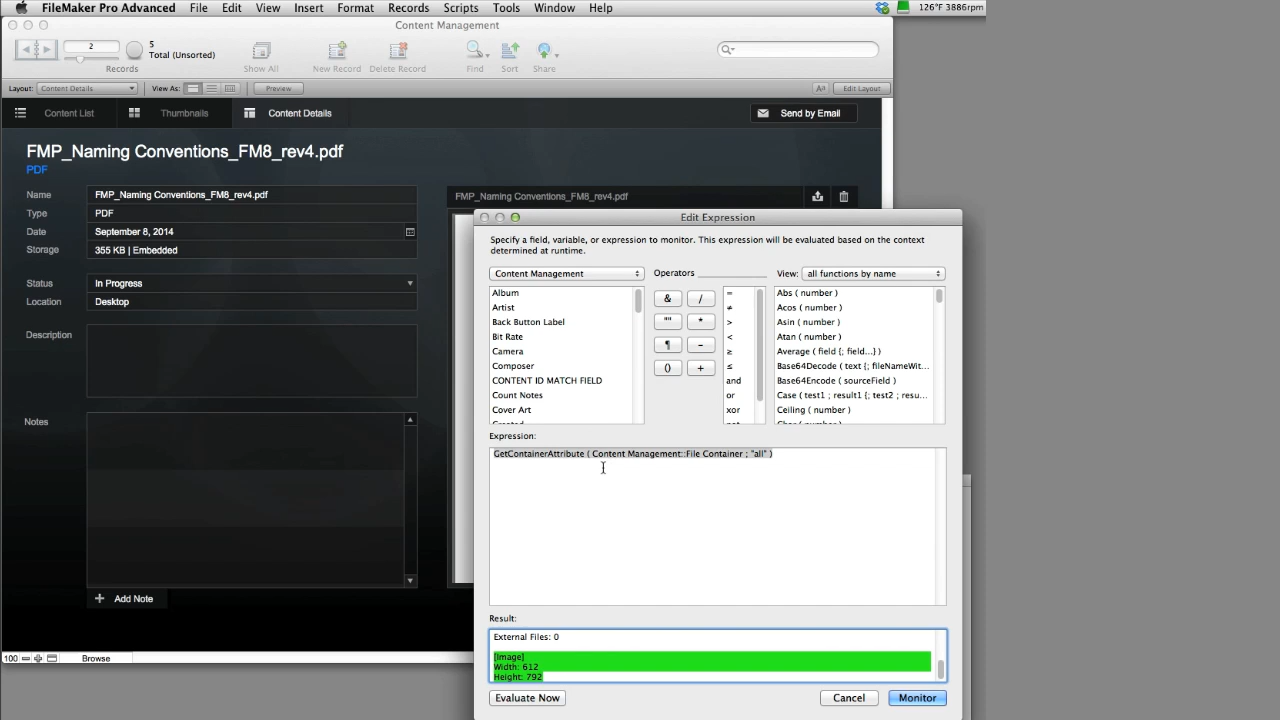 FileMaker Pro Advanced File Edit View Insert Format Records Scripts Tools Window Help 126°F 3886rpm
Content Management
2
5
Total (Unsorted)
Records Show All New Record Delete Record Find Sort Share
Layout: Content Details View As: Preview Aa Edit Layout
Content List Thumbnails Content Details Send by Email
FMP_Naming Conventions_FM8_rev4.pdf
PDF
Name FMP_Naming Conventions_FM8_rev4.pdf
Type PDF
Date September 8, 2014
Storage 355 KB | Embedded
Status In Progress
Location Desktop
Description
Notes
+ Add Note
100 Browse
FMP_Naming Conventions_FM8_rev4.pdf
Edit Expression
Specify a field, variable, or expression to monitor. This expression will be evaluated based on the context
determined at runtime.
Content Management Operators View: all functions by name
Album
Artist
Back Button Label
Bit Rate
Camera
Composer
CONTENT ID MATCH FIELD
Count Notes
Cover Art
Created
& /
"" *
¶ -
() +
=
≠
>
<
≥
≤
and
or
xor
not
Abs ( number )
Acos ( number )
Asin ( number )
Atan ( number )
Average ( field {; field...} )
Base64Decode ( text {; fileNameWit...
Base64Encode ( sourceField )
Case ( test1 ; result1 {; test2 ; resu...
Ceiling ( number )
Char ( number )
Expression:
GetContainerAttribute ( Content Management::File Container ; "all" )
Result:
External Files: 0
[Image]
Width: 612
Height: 792
Evaluate Now Cancel Monitor